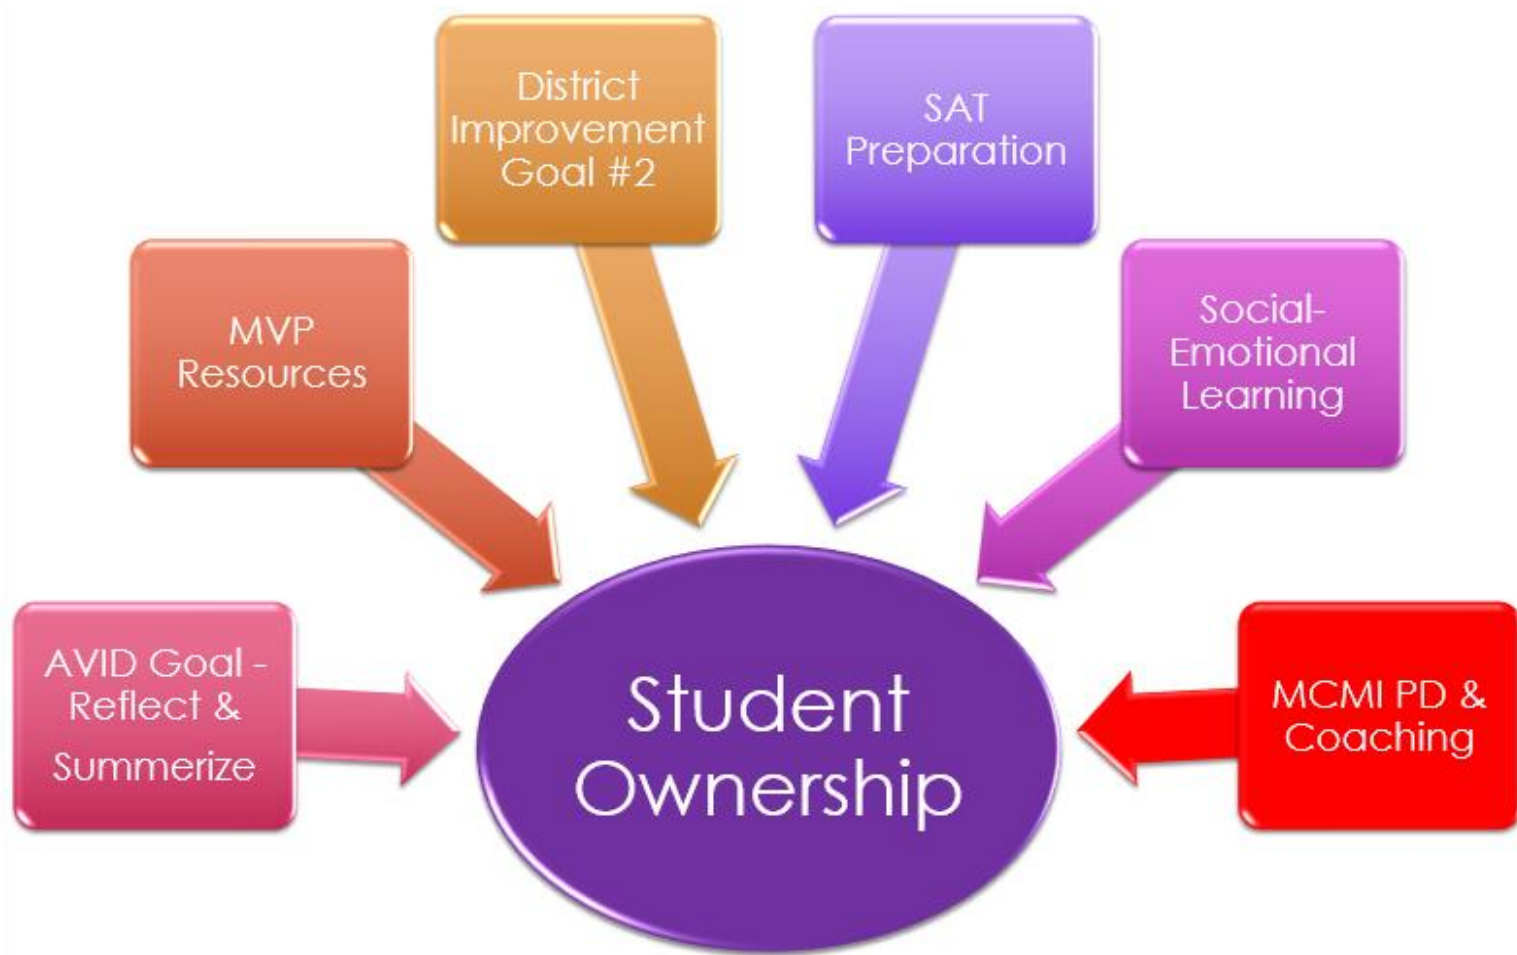 District
Improvement
Goal #2
SAT
Preparation
MVP
Resources
Social-
Emotional
Learning
AVID Goal -
Reflect &
Summerize
Student
Ownership
MCMI PD &
Coaching